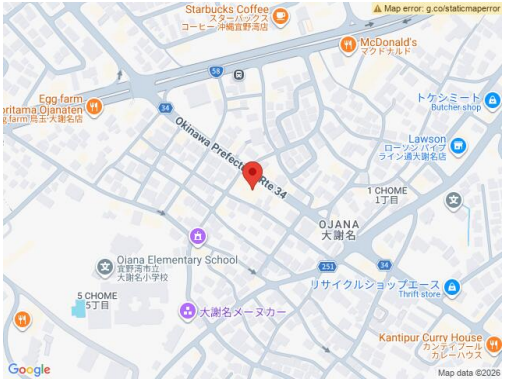 Map error: g.co/staticmaperror
Starbucks Coffee
スターバックス
コーヒー 沖縄宜野湾店
McDonald's
マクドナルド
58
トケシミート
Butcher shop
Egg farm
oritama.Ojanaten
g farm 鳥玉·大謝名店
34
Okinawa Prefectural Rte 34
Lawson
ローソン パイプ
ライン通大謝名店
1 CHOME
1丁目
OJANA
大謝名
Ojana Elementary School
宜野湾市立
大謝名小学校
251
34
リサイクルショップエース
Thrift store
5 CHOME
5丁目
大謝名メーヌカー
Kantipur Curry House
カンティプール
カレーハウス
Google
Map data ©2026